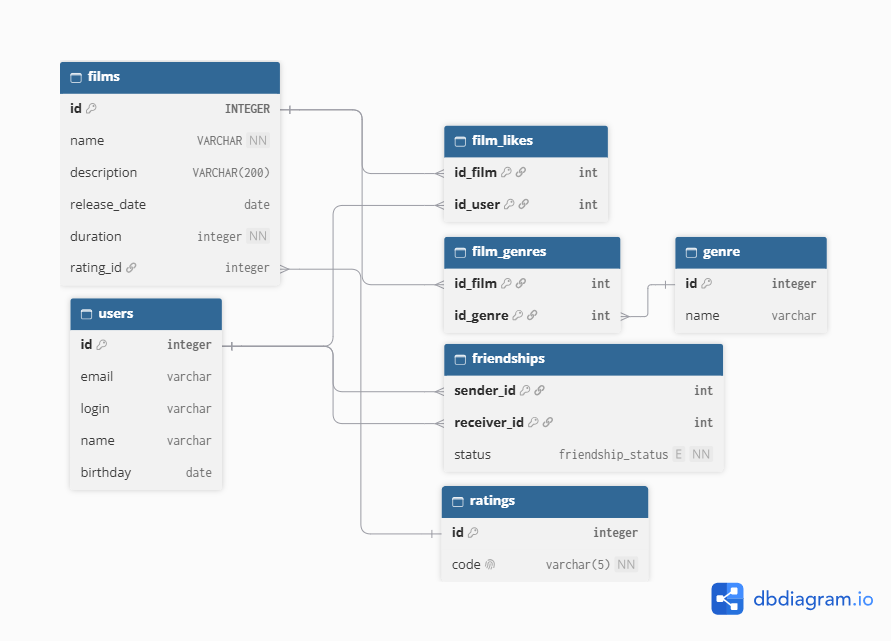 films
id INTEGER
name VARCHAR NN
description VARCHAR(200)
release_date date
duration integer NN
rating_id integer
users
id integer
email varchar
login varchar
name varchar
birthday date
film_likes
id_film int
id_user int
film_genres
id_film int
id_genre int
genre
id integer
name varchar
friendships
sender_id int
receiver_id int
status friendship_status E NN
ratings
id integer
code varchar(5) NN
dbdiagram.io